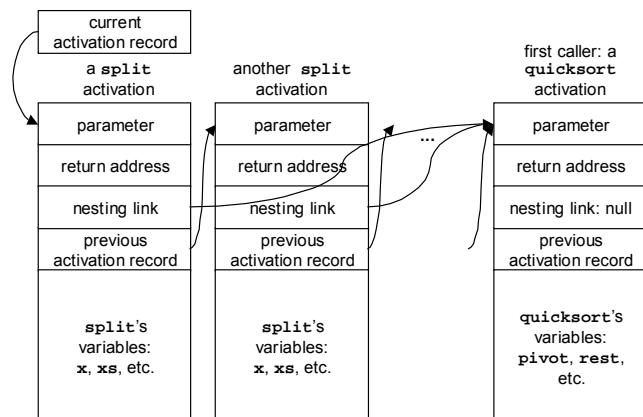 current
activation record
a split
activation
another split
activation
first caller: a
quicksort
activation
parameter
return address
nesting link
previous
activation record
split's
variables:
x, xs, etc.
parameter
return address
nesting link
previous
activation record
split's
variables:
x, xs, etc.
...
parameter
return address
nesting link: null
previous
activation record
quicksort's
variables:
pivot, rest,
etc.